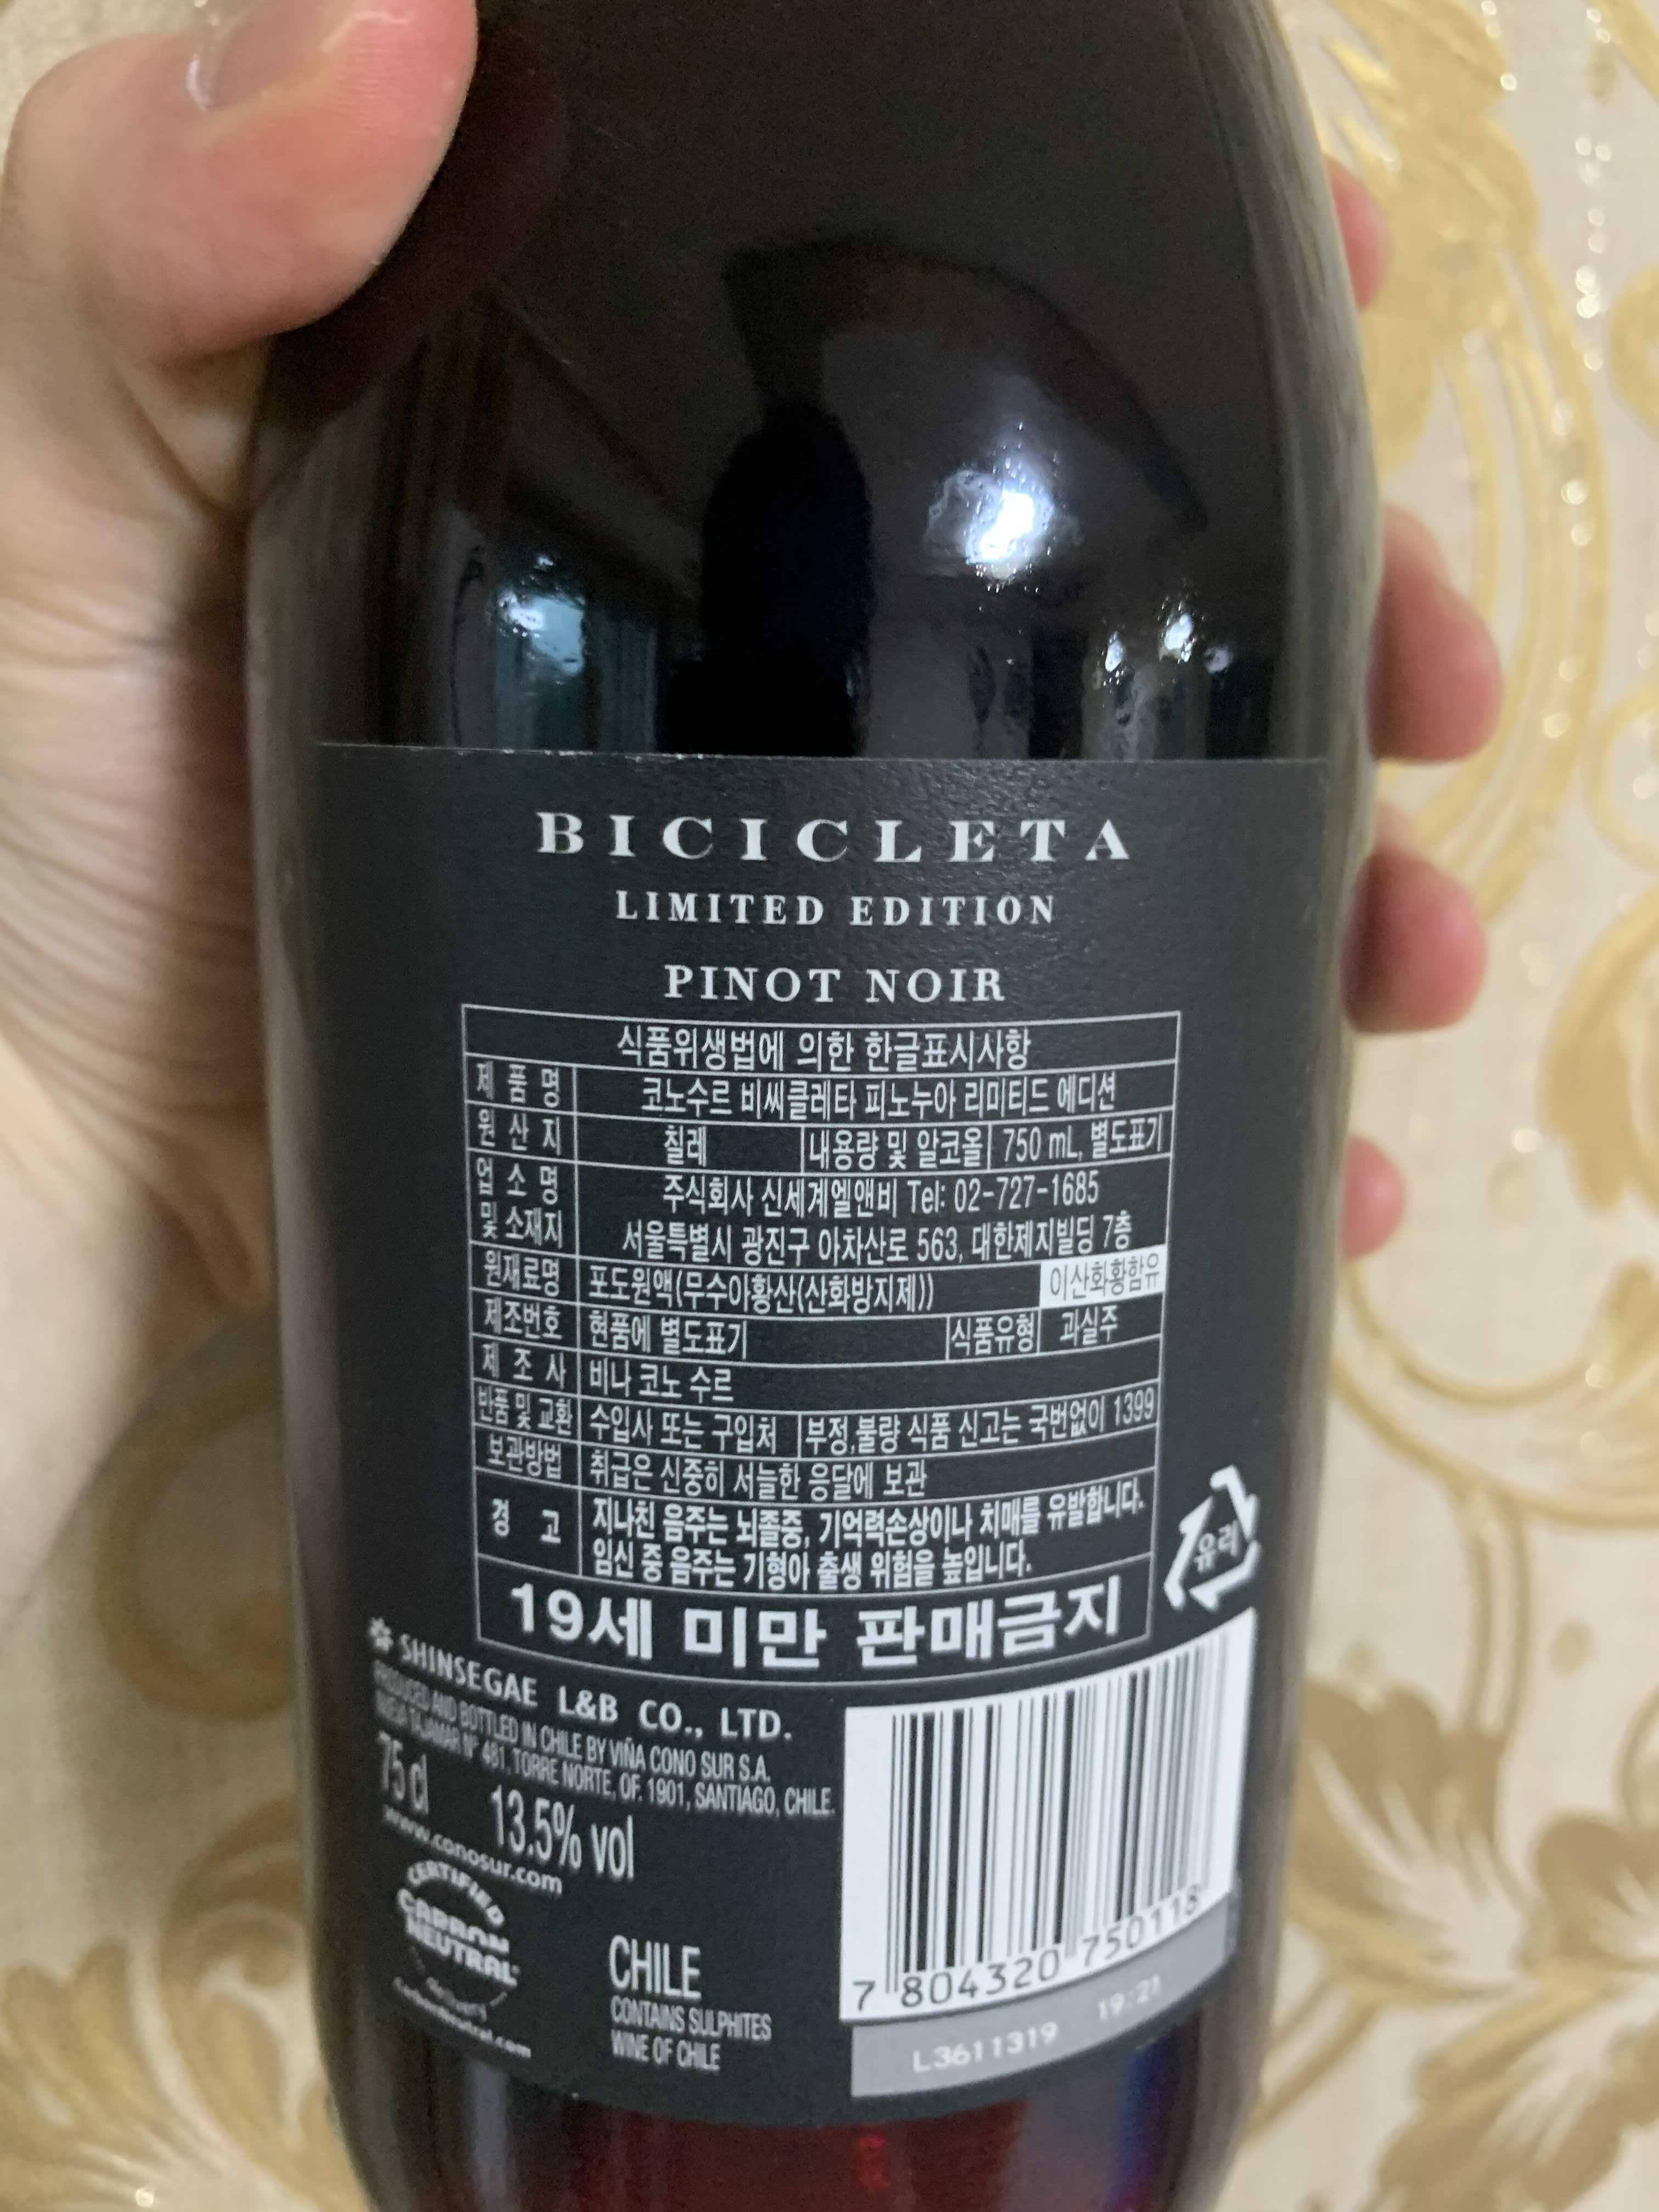 BICICLETA
LIMITED EDITION
PINOT NOIR
식품위생법에 의한 한글표시사항
제 품 명 코노수르 비씨클레타 피노누아 리미티드 에디션
원 산 지 칠레 내용량 및 알코올 750 mL, 별도표기
업 소 명 주식회사 신세계엘앤비 Tel: 02-727-1685
및 소재지 서울특별시 광진구 아차산로 563, 대한제지빌딩 7층
원재료명 포도원액(무수아황산(산화방지제)) 이산화황함유
제조번호 현품에 별도표기 식품유형 과실주
제 조 사 비나 코노 수르
반품 및 교환 수입사 또는 구입처 부정,불량 식품 신고는 국번없이 1399
보관방법 취급은 신중히 서늘한 응달에 보관
경 고 지나친 음주는 뇌졸중, 기억력손상이나 치매를 유발합니다.
임신 중 음주는 기형아 출생 위험을 높입니다.
유리
19세 미만 판매금지
SHINSEGAE L&B CO., LTD.
PRODUCED AND BOTTLED IN CHILE BY VIÑA CONO SUR S.A.
NUEVA TAJAMAR N° 481, TORRE NORTE, OF. 1901, SANTIAGO, CHILE.
75 cl 13.5% vol
www.conosur.com
CERTIFIED
CARBON
NEUTRAL
delivery
carbonneutral.com
CHILE
CONTAINS SULPHITES
WINE OF CHILE
7 804320 750118
L3611319 19:21